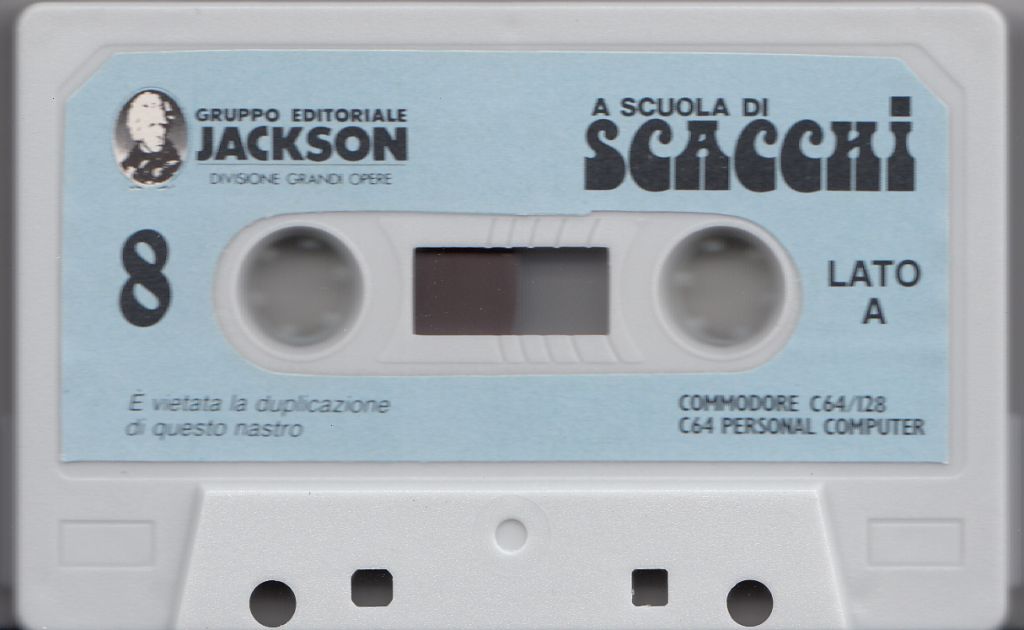 GRUPPO EDITORIALE
JACKSON
DIVISIONE GRANDI OPERE
A SCUOLA DI
SCACCHi
8
LATO
A
È vietata la duplicazione
di questo nastro
COMMODORE C64/128
C64 PERSONAL COMPUTER